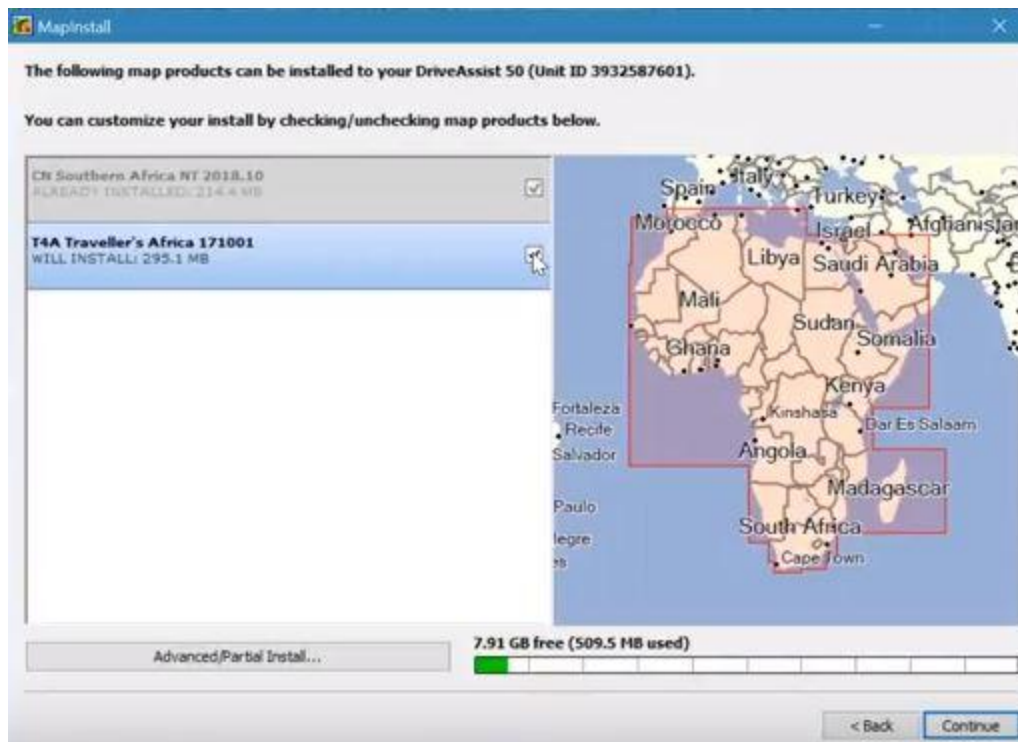 MapInstall
The following map products can be installed to your DriveAssist 50 (Unit ID 3932587601).
You can customize your install by checking/unchecking map products below.
CN Southern Africa NT 2018.10
ALREADY INSTALLED: 214.4 MB
T4A Traveller's Africa 171001
WILL INSTALL: 295.1 MB
Spain
Italy
Turkey
Morocco
Israel
Afghanistan
Libya
Saudi Arabia
Mali
Sudan
Somalia
Ghana
Kenya
Fortaleza
Kinshasa
Recife
Dar Es Salaam
Salvador
Angola
Madagascar
Paulo
South Africa
legre
Cape Town
es
7.91 GB free (509.5 MB used)
Advanced/Partial Install...
< Back
Continue